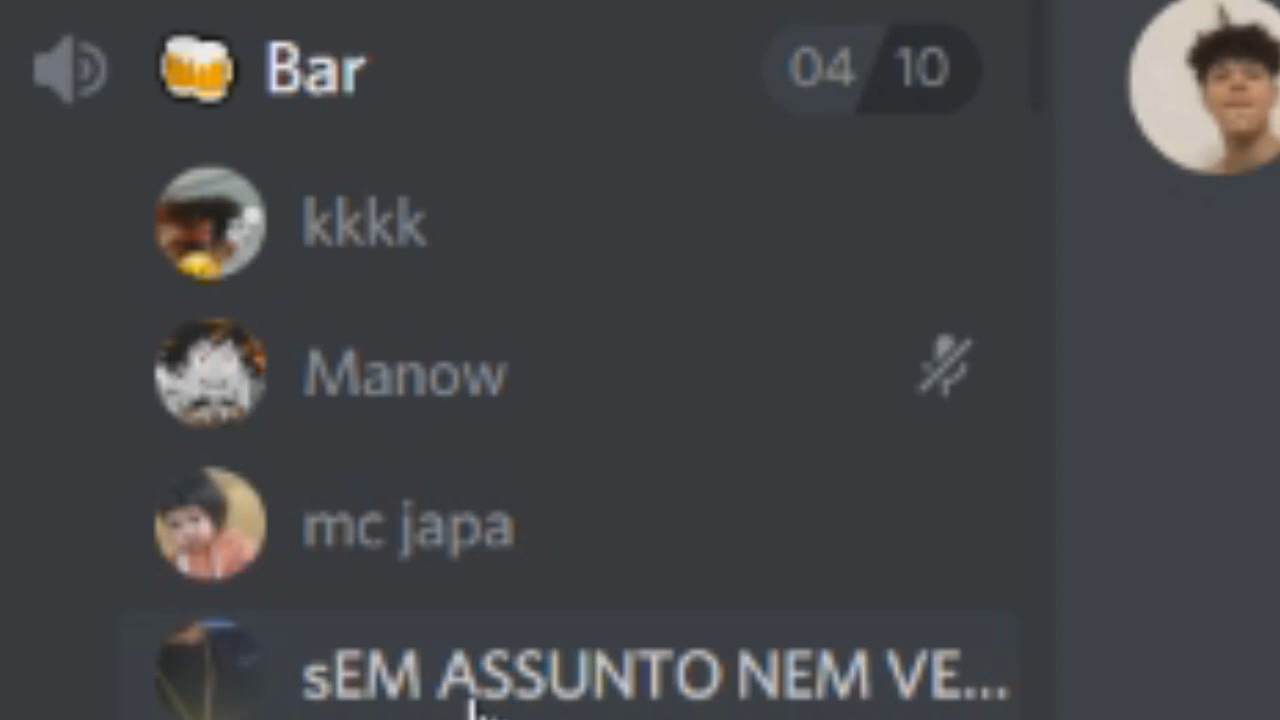 🍻 Bar 04 10
kkkk
Manow
mc japa
sEM ASSUNTO NEM VE...